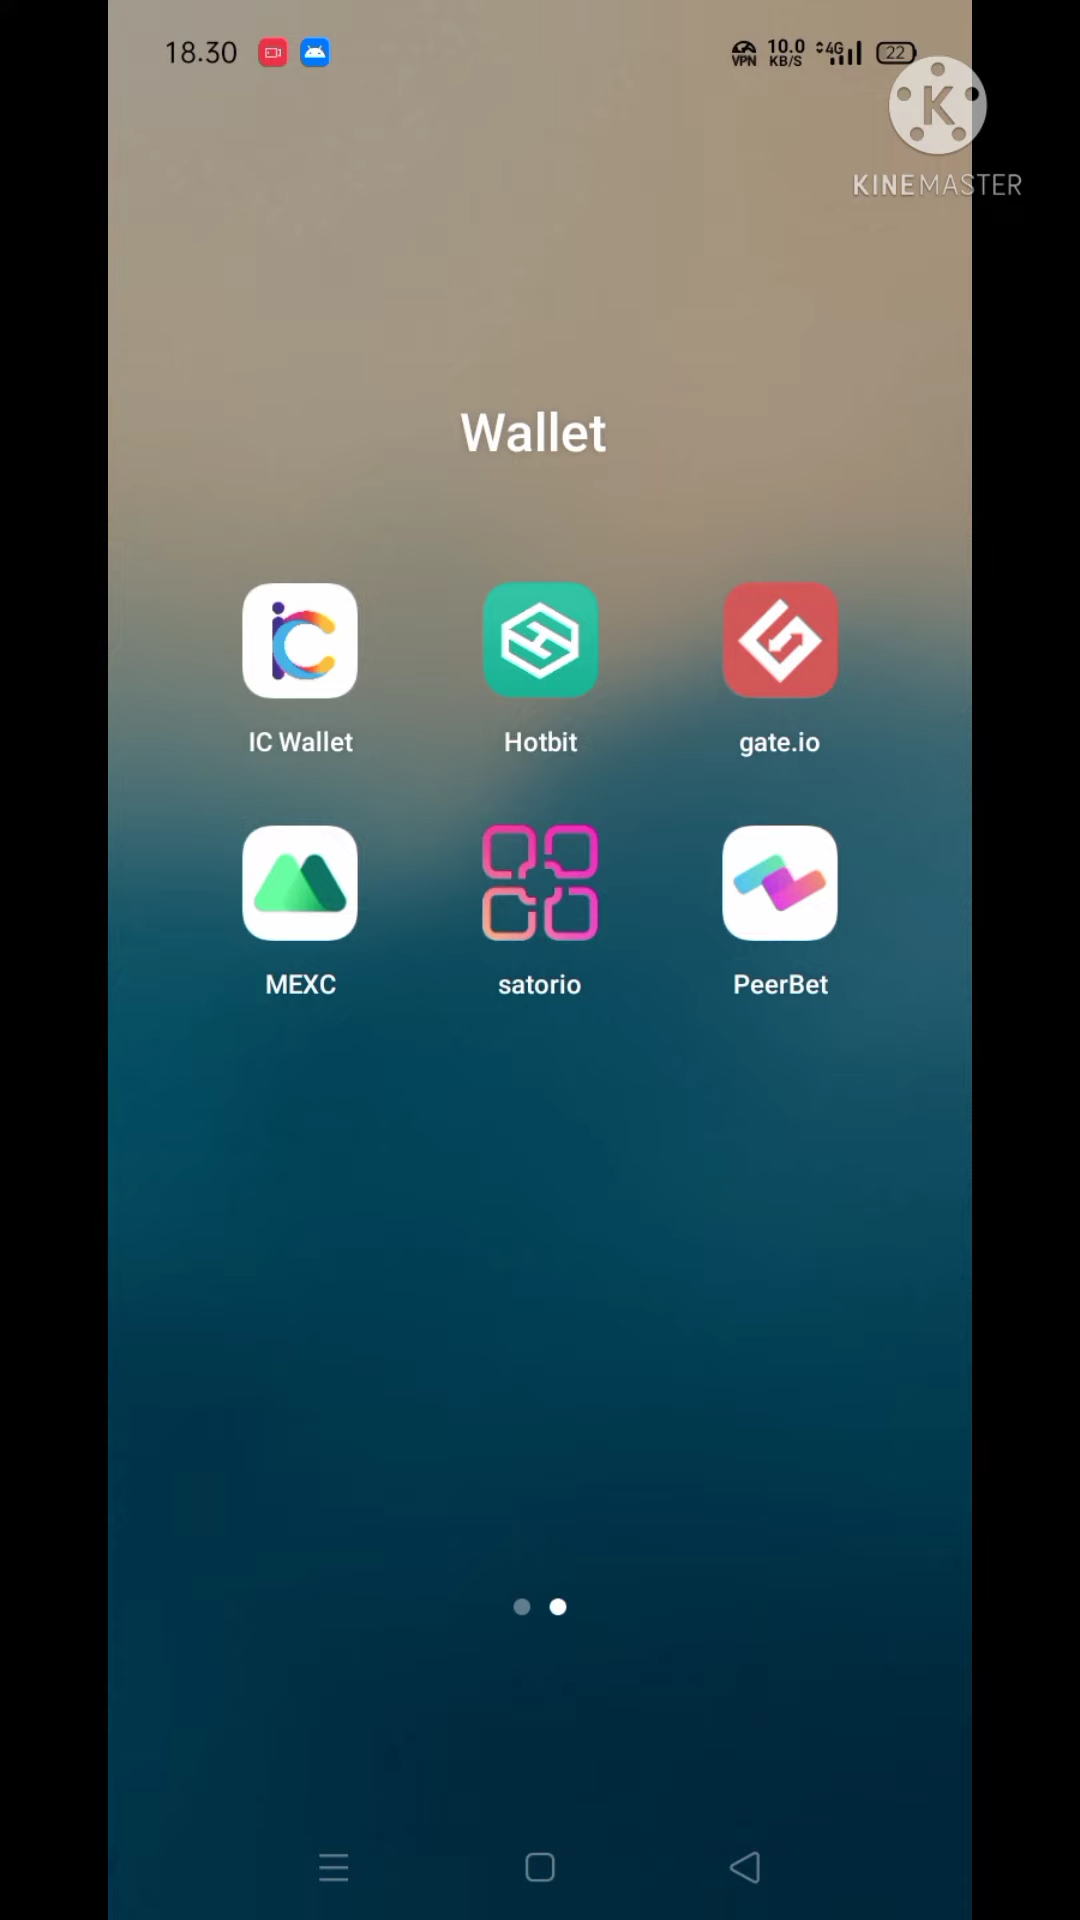 18.30
VPN 10.0 KB/S 4G 22
K
KINEMASTER
Wallet
IC Wallet Hotbit gate.io
MEXC satorio PeerBet